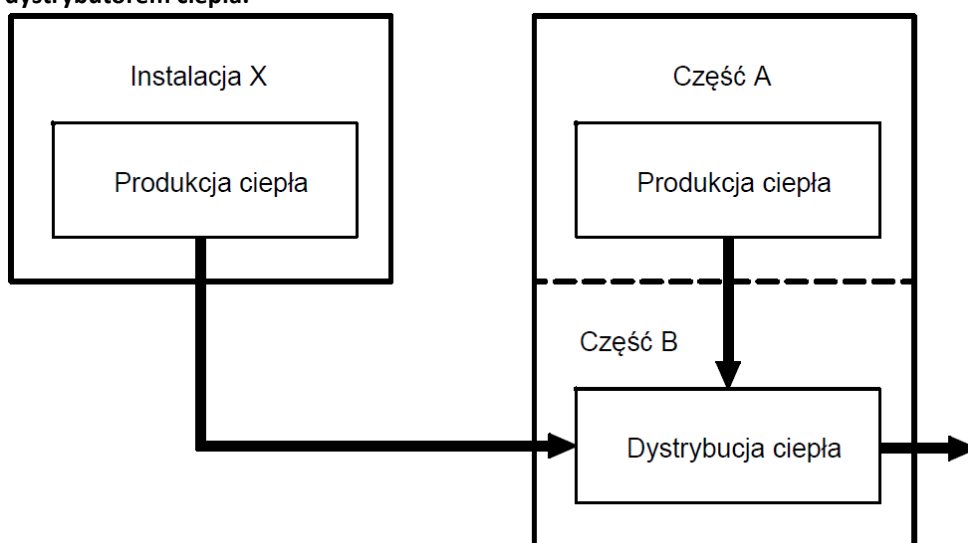 dystrybutorem ciepła.
Instalacja X
Część A
Produkcja ciepła
Produkcja ciepła
Część B
Dystrybucja ciepła